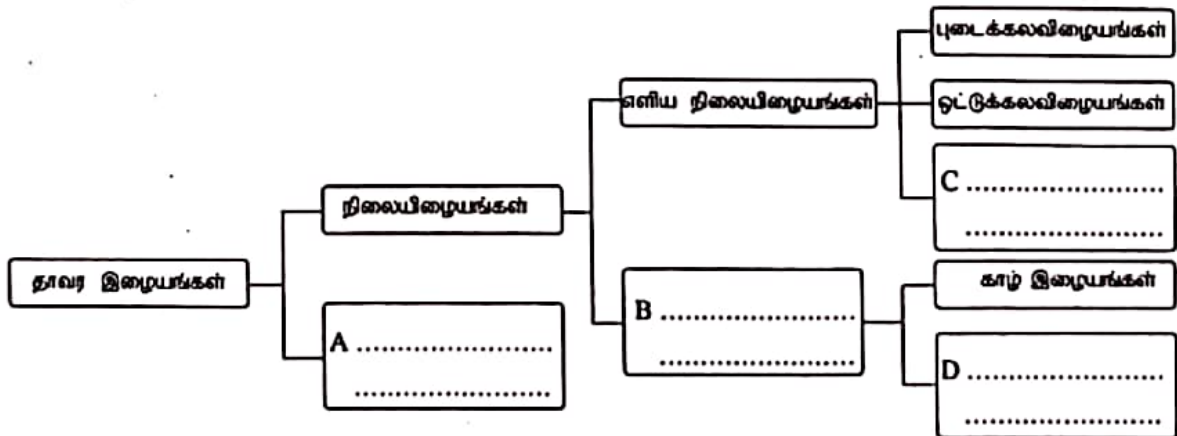 புடைக்கலவிழையங்கள்
எளிய நிலையிழையங்கள்
ஒட்டுக்கலவிழையங்கள்
C ..............................
..............................
நிலையிழையங்கள்
தாவர இழையங்கள்
காழ் இழையங்கள்
B ..............................
..............................
A ..............................
..............................
D ..............................
..............................